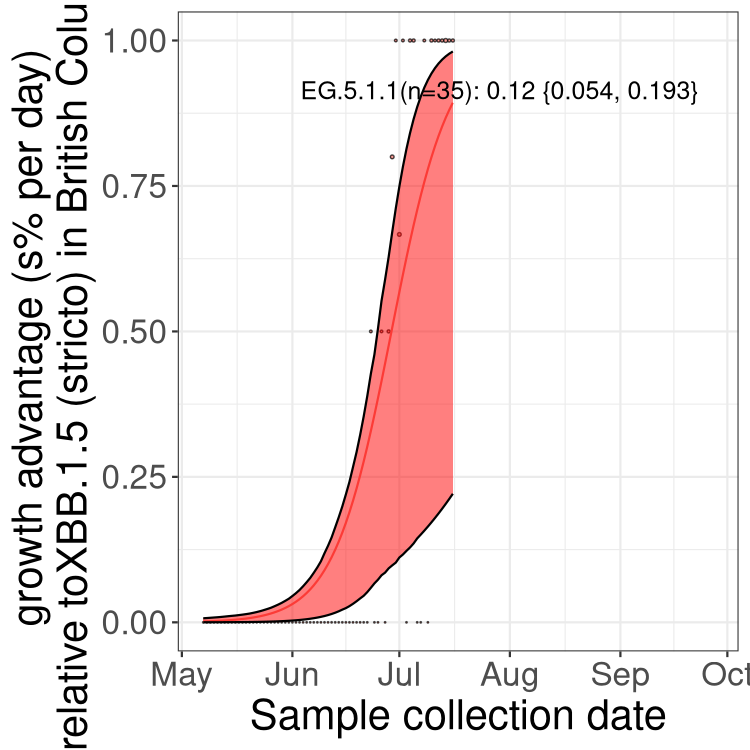 growth advantage (s% per day)
relative toXBB.1.5 (stricto) in British Colu
1.00
0.75
0.50
0.25
0.00
EG.5.1.1(n=35): 0.12 {0.054, 0.193}
May Jun Jul Aug Sep Oct
Sample collection date